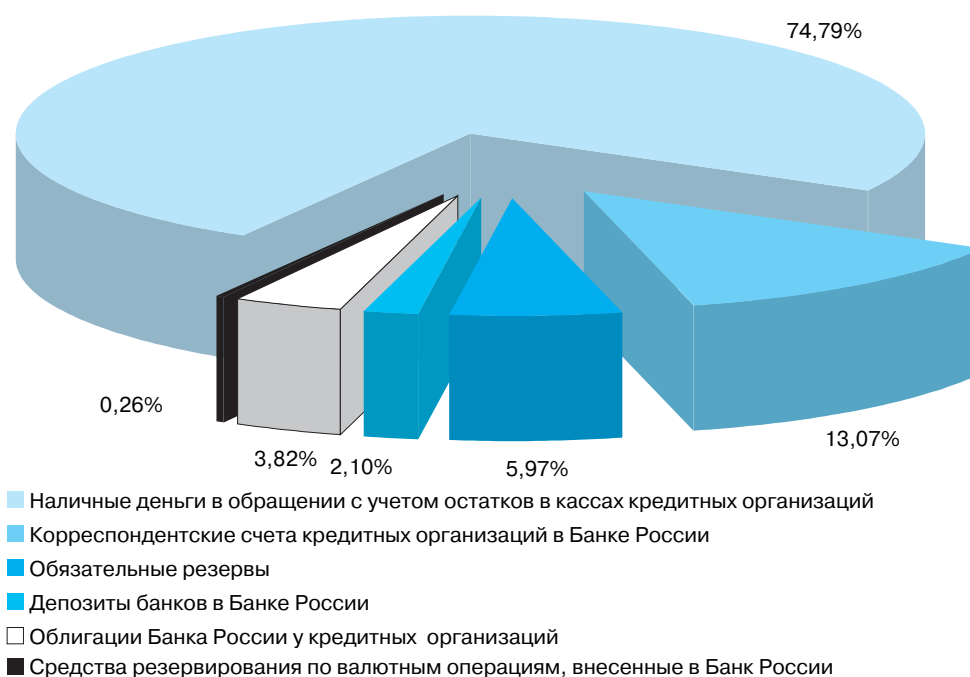 74,79%
0,26%
3,82%
2,10%
5,97%
13,07%
Наличные деньги в обращении с учетом остатков в кассах кредитных организаций
Корреспондентские счета кредитных организаций в Банке России
Обязательные резервы
Депозиты банков в Банке России
Облигации Банка России у кредитных организаций
Средства резервирования по валютным операциям, внесенные в Банк России